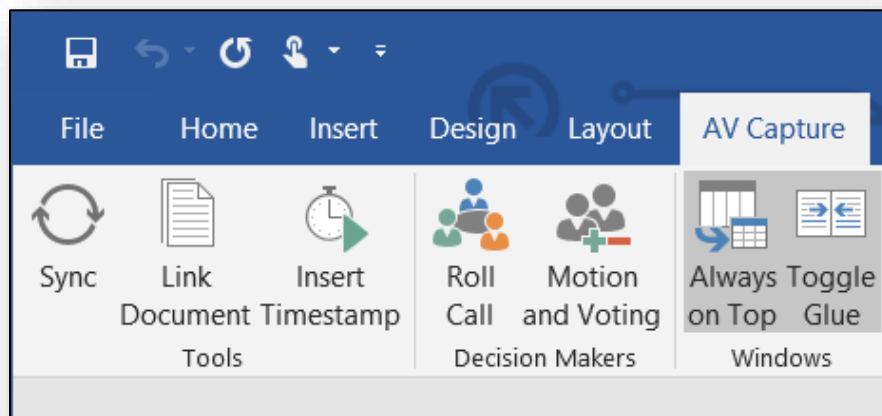 File Home Insert Design Layout AV Capture
Sync Link Document Insert Timestamp Roll Call Motion and Voting Always on Top Toggle Glue
Tools Decision Makers Windows